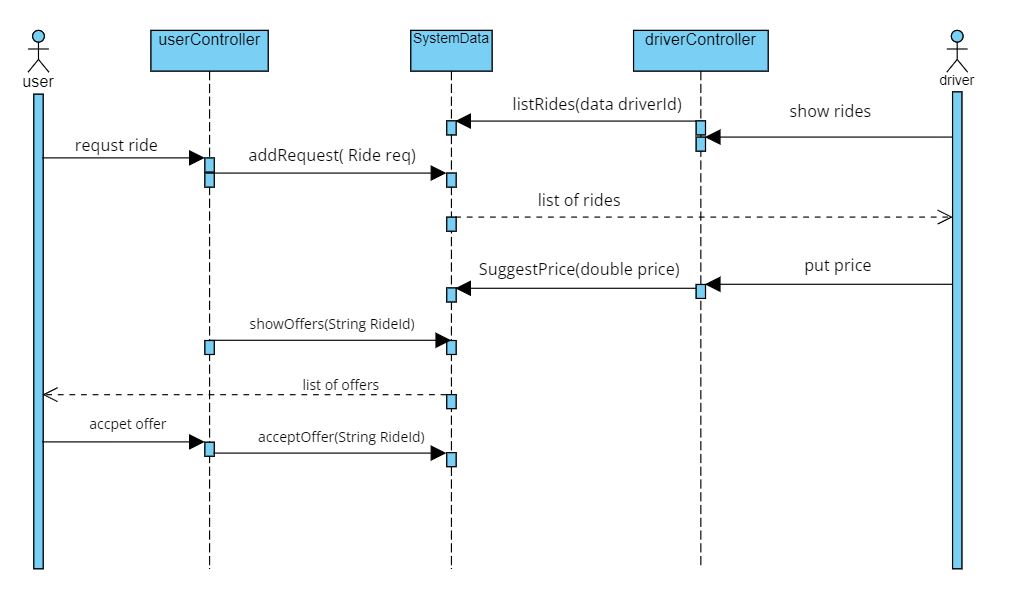 userController
SystemData
driverController
user
driver
listRides(data driverId)
show rides
requst ride
addRequest( Ride req)
list of rides
SuggestPrice(double price)
put price
showOffers(String RideId)
list of offers
accpet offer
acceptOffer(String RideId)